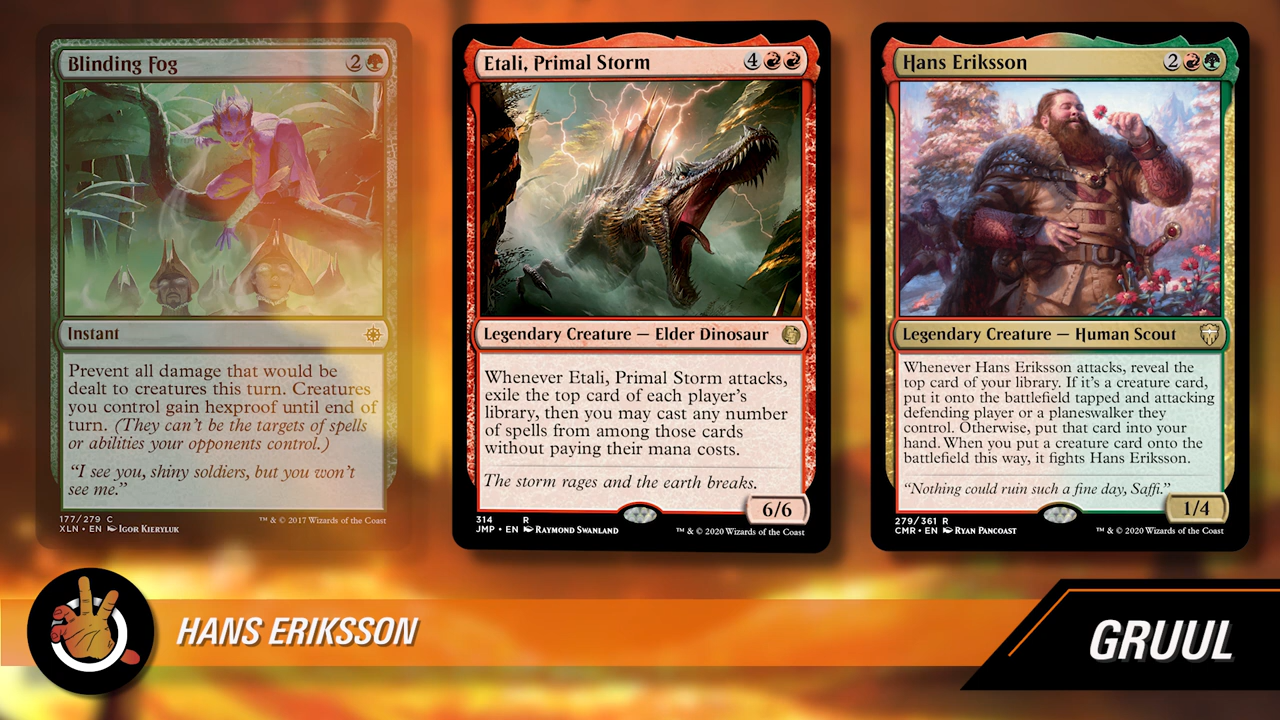 Blinding Fog
2
Instant
Prevent all damage that would be
dealt to creatures this turn. Creatures
you control gain hexproof until end of
turn. (They can't be the targets of spells
or abilities your opponents control.)
"I see you, shiny soldiers, but you won't
see me."
177/279 C
XLN • EN Igor Kieryluk
™ & © 2017 Wizards of the Coast
Etali, Primal Storm
4
Legendary Creature — Elder Dinosaur
Whenever Etali, Primal Storm attacks,
exile the top card of each player's
library, then you may cast any number
of spells from among those cards
without paying their mana costs.
The storm rages and the earth breaks.
6/6
314 R
JMP • EN Raymond Swanland
™ & © 2020 Wizards of the Coast
Hans Eriksson
2
Legendary Creature — Human Scout
Whenever Hans Eriksson attacks, reveal the
top card of your library. If it's a creature card,
put it onto the battlefield tapped and attacking
defending player or a planeswalker they
control. Otherwise, put that card into your
hand. When you put a creature card onto the
battlefield this way, it fights Hans Eriksson.
"Nothing could ruin such a fine day, Saffi."
1/4
279/361 R
CMR • EN Ryan Pancoast
™ & © 2020 Wizards of the Coast
HANS ERIKSSON
GRUUL